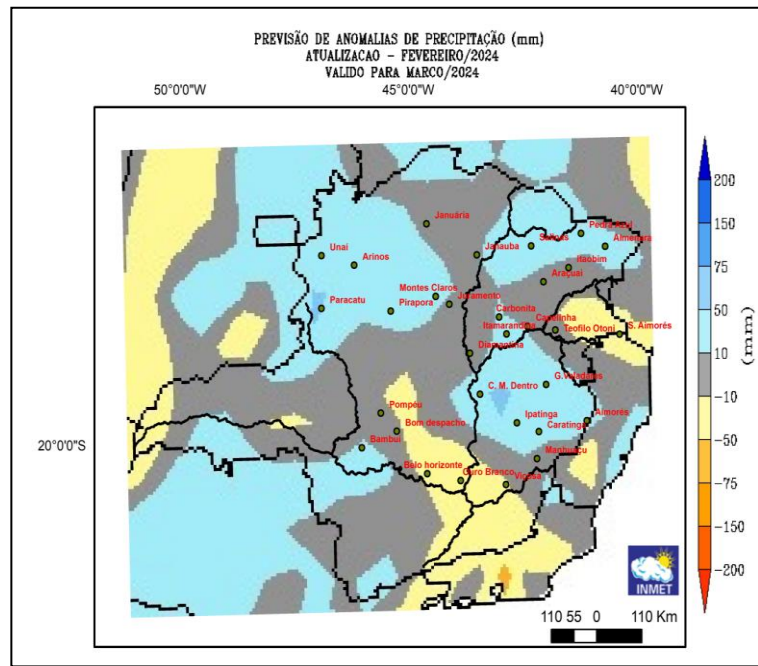 PREVISÃO DE ANOMALIAS DE PRECIPITAÇÃO (mm)
ATUALIZACAO - FEVEREIRO/2024
VALIDO PARA MARCO/2024
50°0'0"W 45°0'0"W 40°0'0"W
200
150
75
50
10
-10
-50
-75
-150
-200
(mm)
20°0'0"S
Januária
Pedra Azul
Unaí
Janauba
Salinas
Almenara
Arinos
Itaobim
Araçuai
Montes Claros
Juramento
Paracatu
Pirapora
Carbonita
Capelinha
Itamarandiba
Teofilo Otoni
S. Aimorés
Diamantina
C. M. Dentro
G.Valadares
Pompéu
Ipatinga
Aimorés
Bom despacho
Caratinga
Bambuí
Manhuaçu
Belo horizonte
Ouro Branco
Viçosa
INMET
110 55 0 110 Km